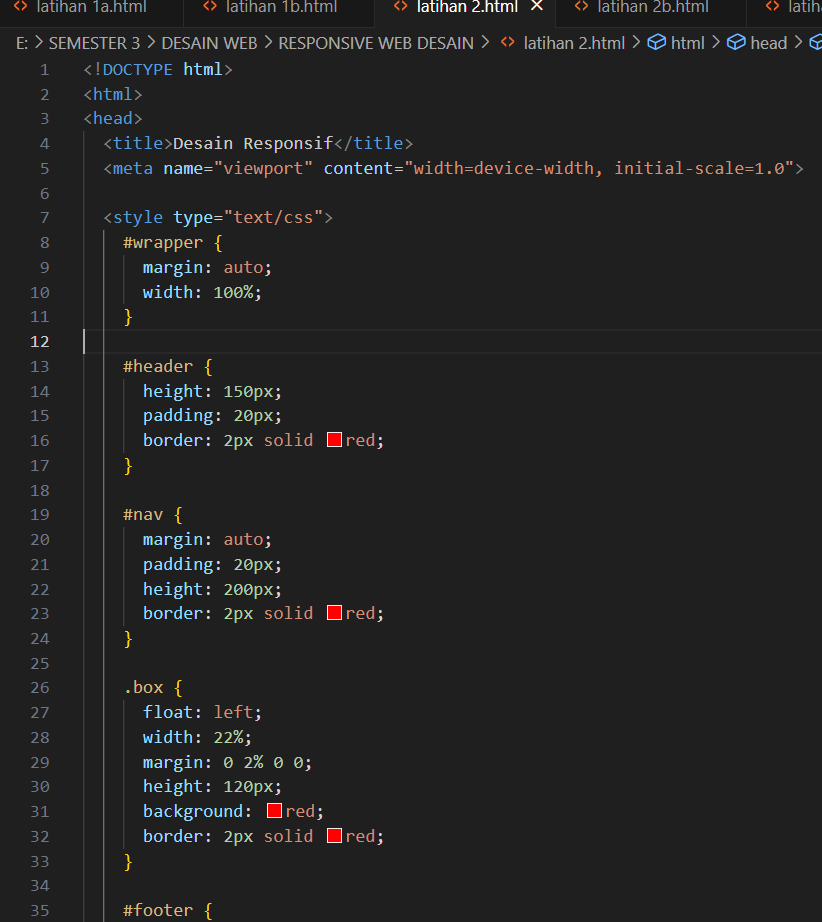 latihan 1a.html latihan 1b.html latihan 2.html latihan 2b.html
E: > SEMESTER 3 > DESAIN WEB > RESPONSIVE WEB DESAIN > latihan 2.html > html > head >
1 <!DOCTYPE html>
2 <html>
3 <head>
4 <title>Desain Responsif</title>
5 <meta name="viewport" content="width=device-width, initial-scale=1.0">
6
7 <style type="text/css">
8 #wrapper {
9 margin: auto;
10 width: 100%;
11 }
12
13 #header {
14 height: 150px;
15 padding: 20px;
16 border: 2px solid red;
17 }
18
19 #nav {
20 margin: auto;
21 padding: 20px;
22 height: 200px;
23 border: 2px solid red;
24 }
25
26 .box {
27 float: left;
28 width: 22%;
29 margin: 0 2% 0 0;
30 height: 120px;
31 background: red;
32 border: 2px solid red;
33 }
34
35 #footer {